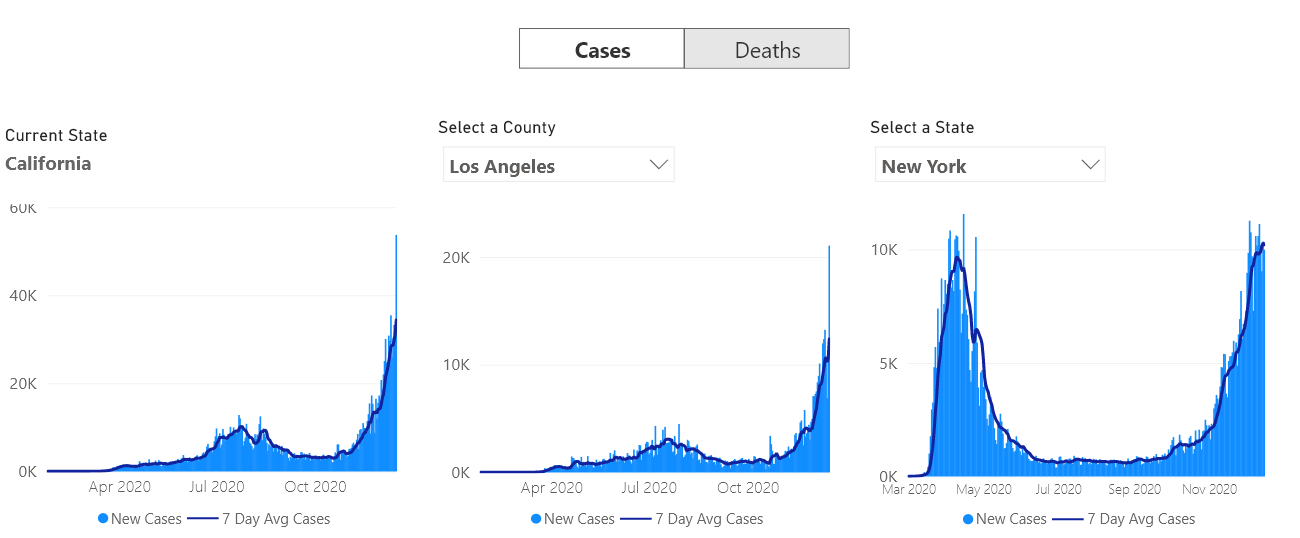 Cases Deaths
Current State
California
Select a County
Los Angeles
Select a State
New York
60K
40K
20K
0K
Apr 2020 Jul 2020 Oct 2020
New Cases 7 Day Avg Cases
20K
10K
0K
Apr 2020 Jul 2020 Oct 2020
New Cases 7 Day Avg Cases
10K
5K
0K
Mar 2020 May 2020 Jul 2020 Sep 2020 Nov 2020
New Cases 7 Day Avg Cases